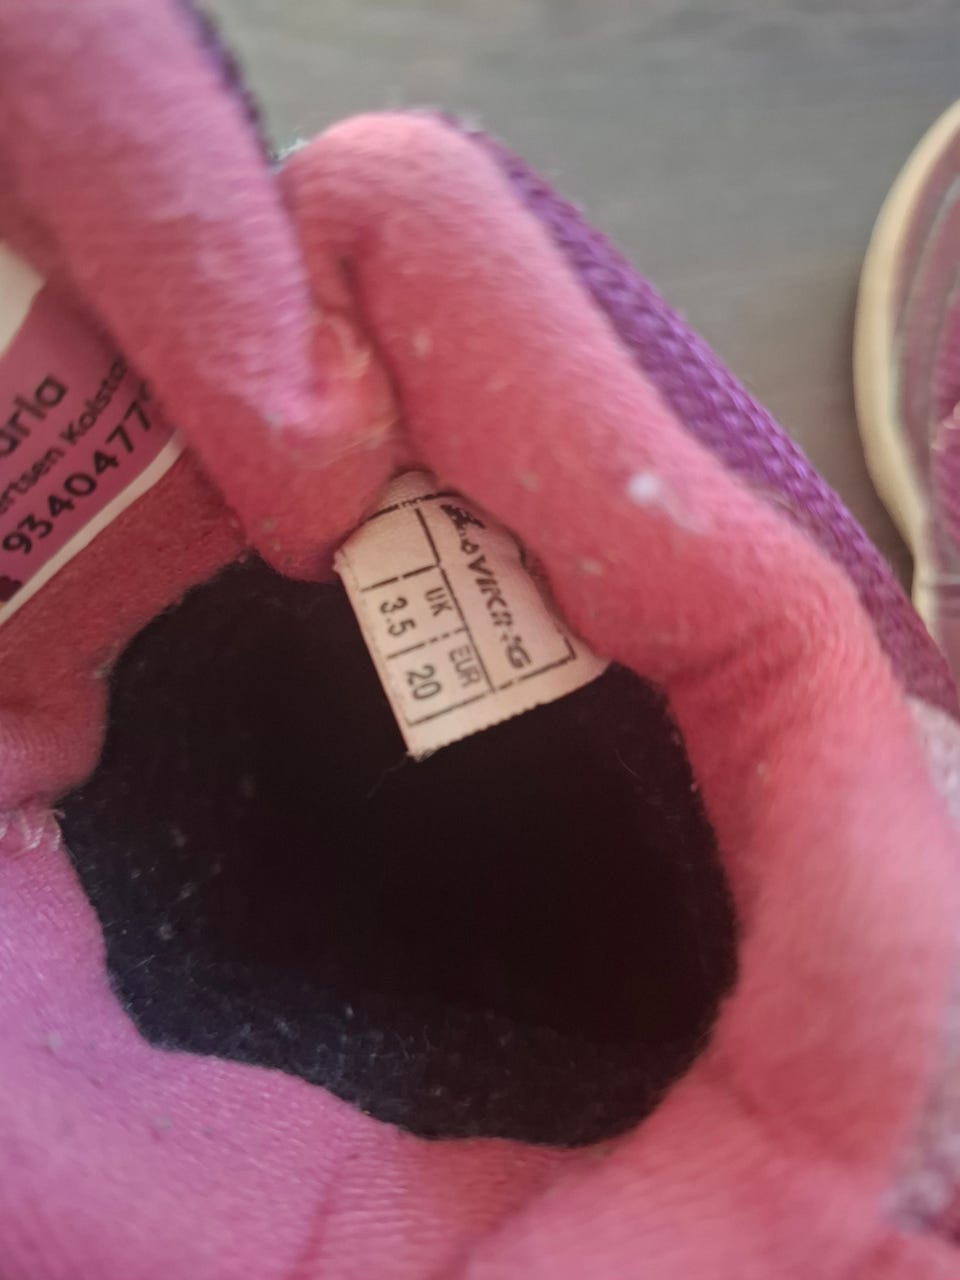 VIKING
UK EUR
3.5 20
arla
ertsen Kolsta
9340477